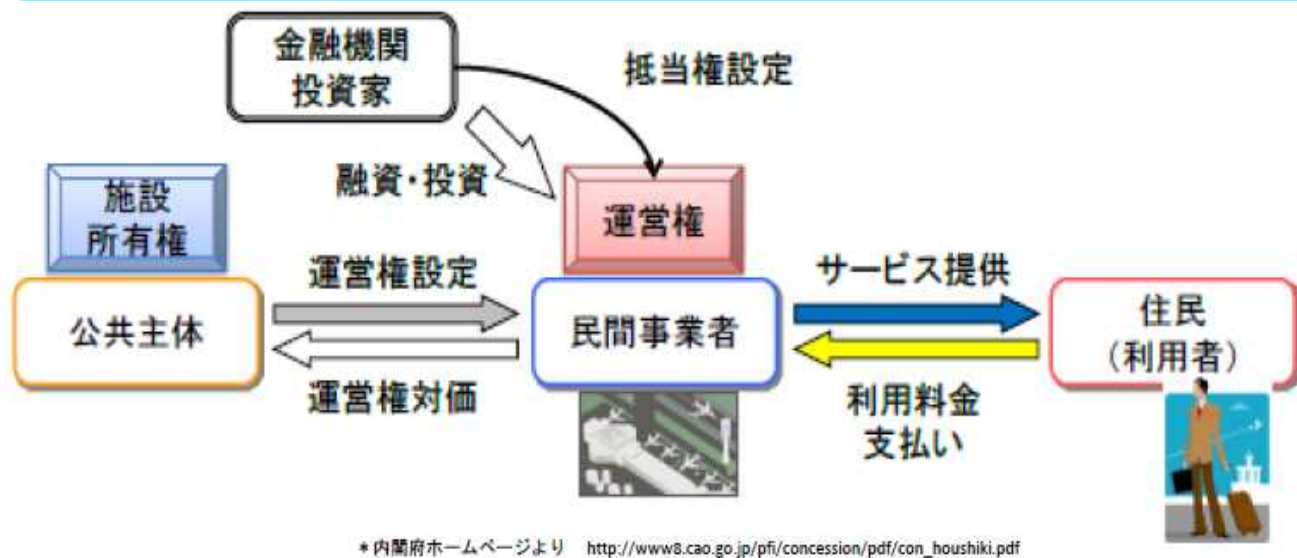 金融機関
投資家
抵当権設定
融資・投資
施設
所有権
運営権
運営権設定
サービス提供
公共主体
民間事業者
住民
（利用者）
運営権対価
利用料金
支払い
＊内閣府ホームページより http://www8.cao.go.jp/pfi/concession/pdf/con_houshiki.pdf